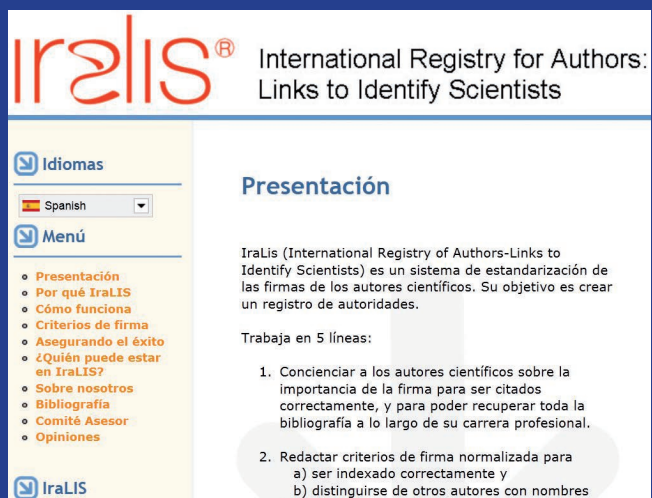 Iralis®
International Registry for Authors:
Links to Identify Scientists
Idiomas
Spanish
Menú
Presentación
Por qué IraLIS
Cómo funciona
Criterios de firma
Asegurando el éxito
¿Quién puede estar
en IraLIS?
Sobre nosotros
Bibliografía
Comité Asesor
Opiniones
IraLIS
Presentación
IraLis (International Registry of Authors-Links to
Identify Scientists) es un sistema de estandarización de
las firmas de los autores científicos. Su objetivo es crear
un registro de autoridades.
Trabaja en 5 líneas:
1. Concienciar a los autores científicos sobre la
importancia de la firma para ser citados
correctamente, y para poder recuperar toda la
bibliografía a lo largo de su carrera profesional.
2. Redactar criterios de firma normalizada para
a) ser indexado correctamente y
b) distinguirse de otros autores con nombres